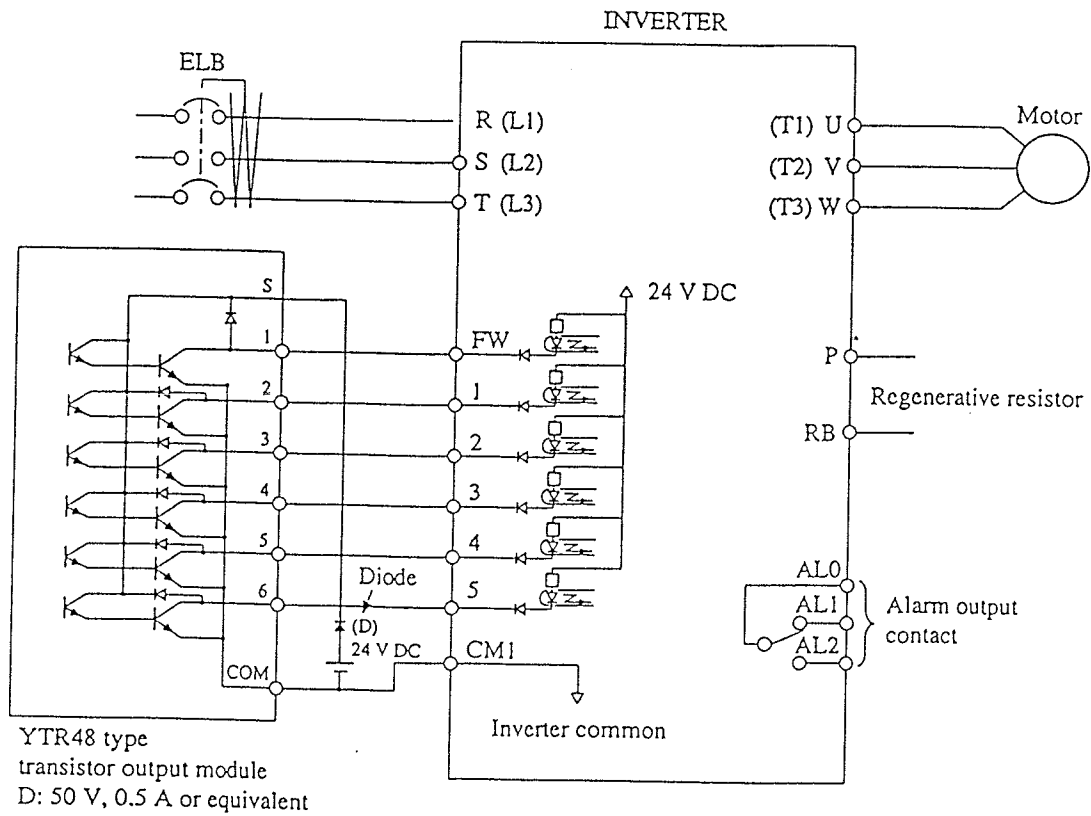 INVERTER
ELB
R (L1)
S (L2)
T (L3)
(T1) U
(T2) V
(T3) W
Motor
S
1
2
3
4
5
6
COM
24 V DC
FW
1
2
3
4
5
CM1
P
RB
Regenerative resistor
Diode
(D)
24 V DC
AL0
AL1
AL2
Alarm output
contact
Inverter common
YTR48 type
transistor output module
D: 50 V, 0.5 A or equivalent